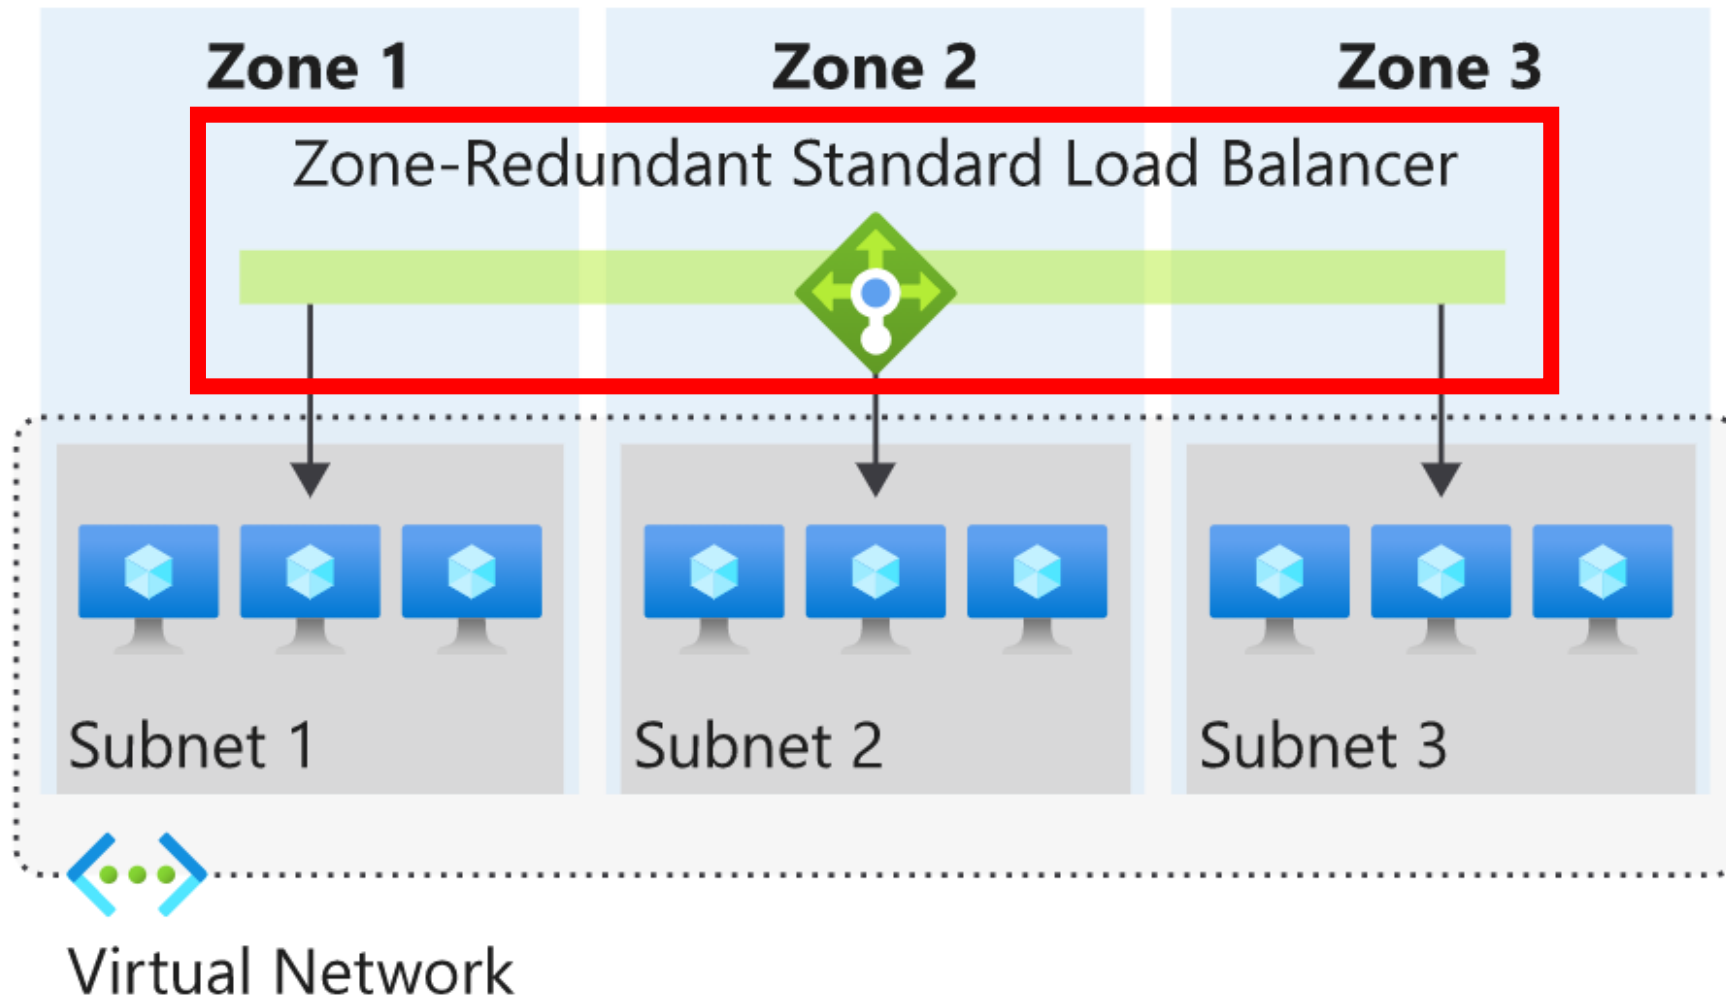 Zone 1
Zone 2
Zone 3
Zone-Redundant Standard Load Balancer
Subnet 1
Subnet 2
Subnet 3
Virtual Network